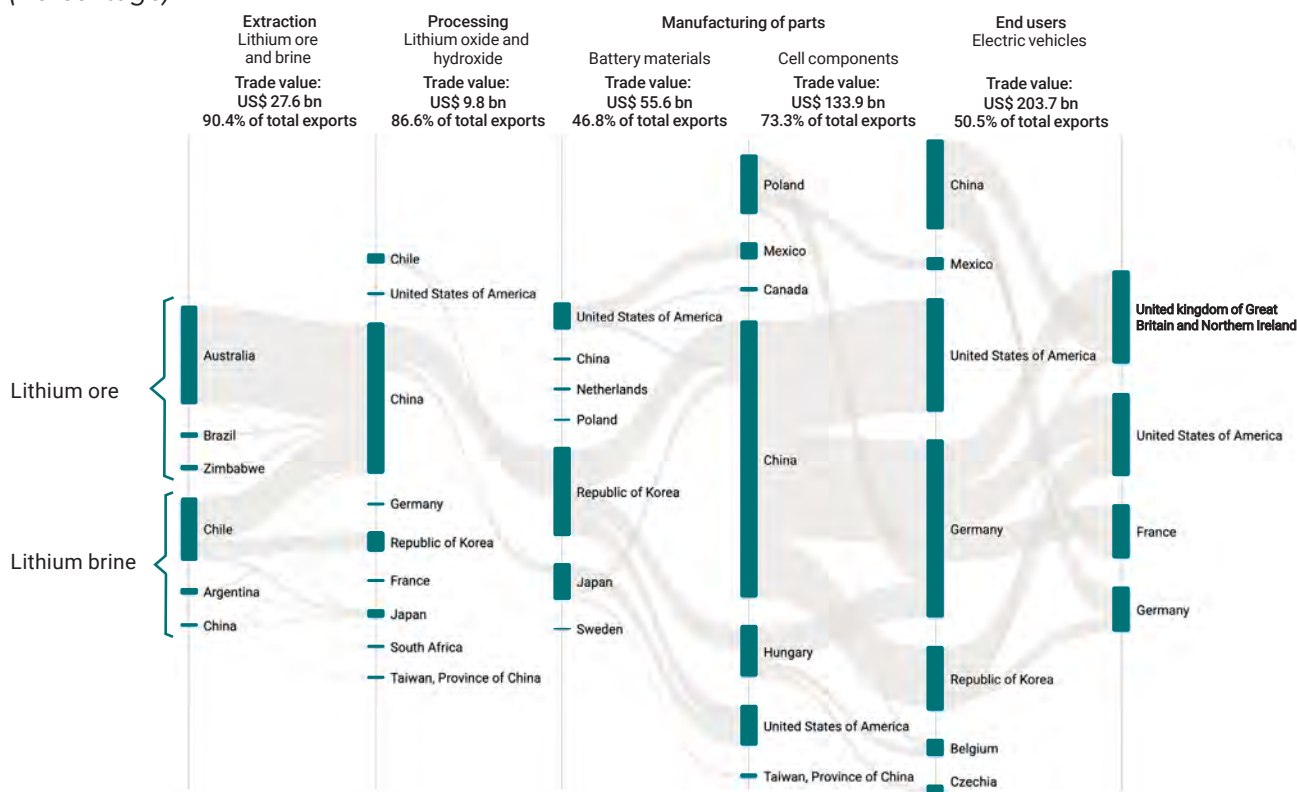 Extraction
Lithium ore
and brine
Trade value:
US$ 27.6 bn
90.4% of total exports
Processing
Lithium oxide and
hydroxide
Trade value:
US$ 9.8 bn
86.6% of total exports
Manufacturing of parts
Battery materials
Trade value:
US$ 55.6 bn
46.8% of total exports
Cell components
Trade value:
US$ 133.9 bn
73.3% of total exports
End users
Electric vehicles
Trade value:
US$ 203.7 bn
50.5% of total exports
Lithium ore
Lithium brine
Australia
Brazil
Zimbabwe
Chile
Argentina
China
Chile
United States of America
China
Germany
Republic of Korea
France
Japan
South Africa
Taiwan, Province of China
United States of America
China
Netherlands
Poland
Republic of Korea
Japan
Sweden
Poland
Mexico
Canada
China
Hungary
United States of America
Taiwan, Province of China
China
Mexico
United States of America
Germany
Republic of Korea
Belgium
Czechia
United kingdom of Great
Britain and Northern Ireland
United States of America
France
Germany